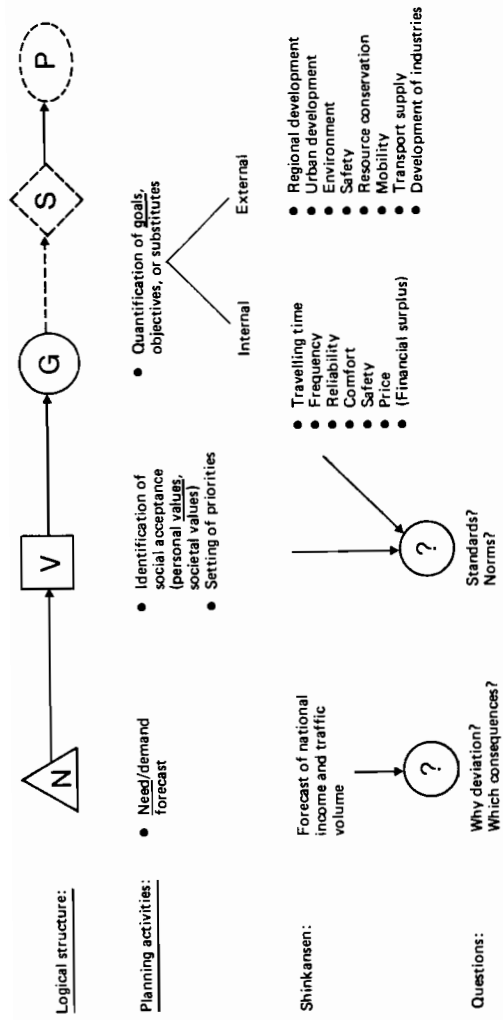 Logical structure:
N
V
G
S
P
Planning activities:
● Need/demand
forecast
● Identification of
social acceptance
(personal values,
societal values)
● Setting of priorities
● Quantification of goals,
objectives, or substitutes
Internal
External
Shinkansen:
Forecast of national
income and traffic
volume
?
?
● Travelling time
● Frequency
● Reliability
● Comfort
● Safety
● Price
● (Financial surplus)
● Regional development
● Urban development
● Environment
● Safety
● Resource conservation
● Mobility
● Transport supply
● Development of industries
Questions:
Why deviation?
Which consequences?
Standards?
Norms?